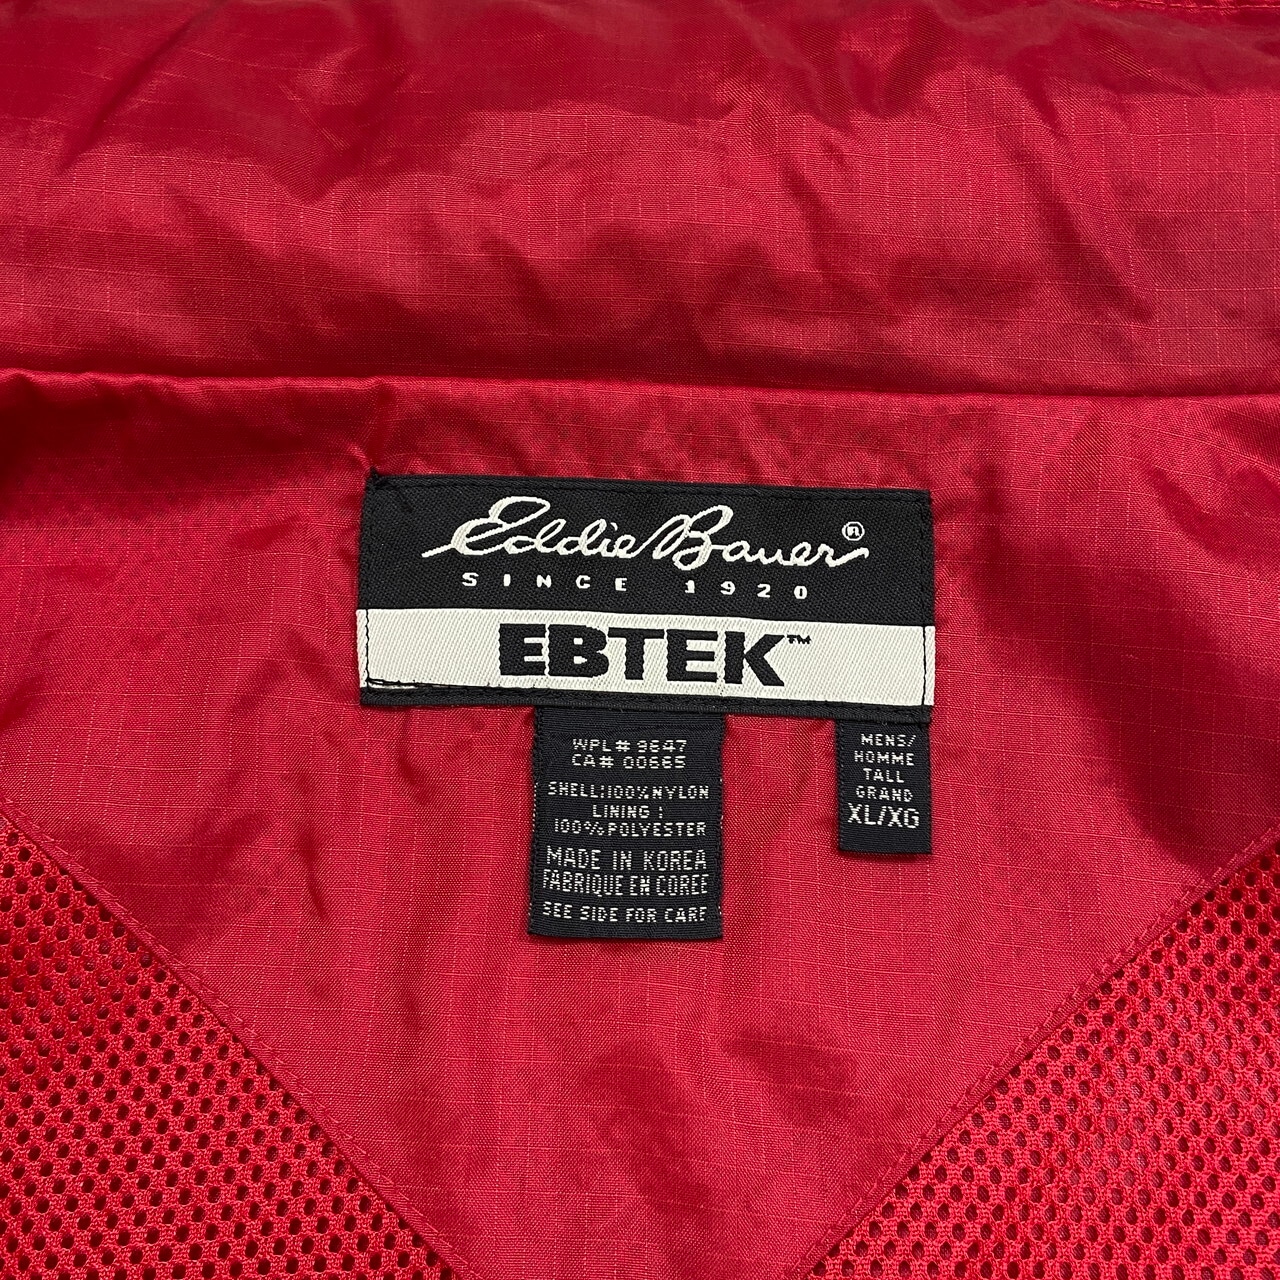 Eddie Bauer®
SINCE 1920
EBTEK™
WPL# 9647
CA# 00665
SHELL:100%NYLON
LINING :
100%POLYESTER
MADE IN KOREA
FABRIQUE EN COREE
SEE SIDE FOR CARE
MENS/
HOMME
TALL
GRAND
XL/XG